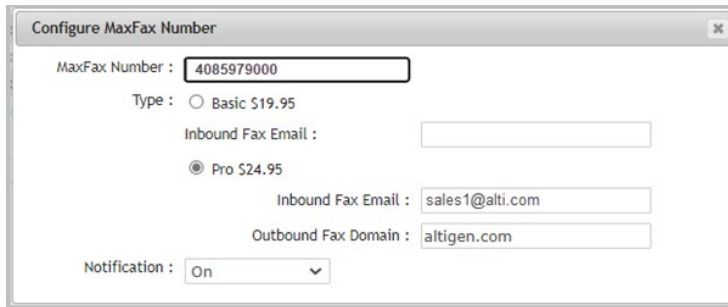 Configure MaxFax Number
MaxFax Number : 4085979000
Type : Basic $19.95
Inbound Fax Email :
Pro $24.95
Inbound Fax Email : sales1@alti.com
Outbound Fax Domain : altigen.com
Notification : On